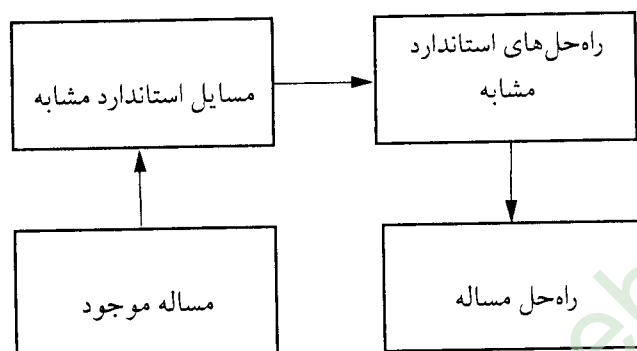 راه‌حل‌های استاندارد
مشابه
مسایل استاندارد مشابه
راه‌حل مساله
مساله موجود